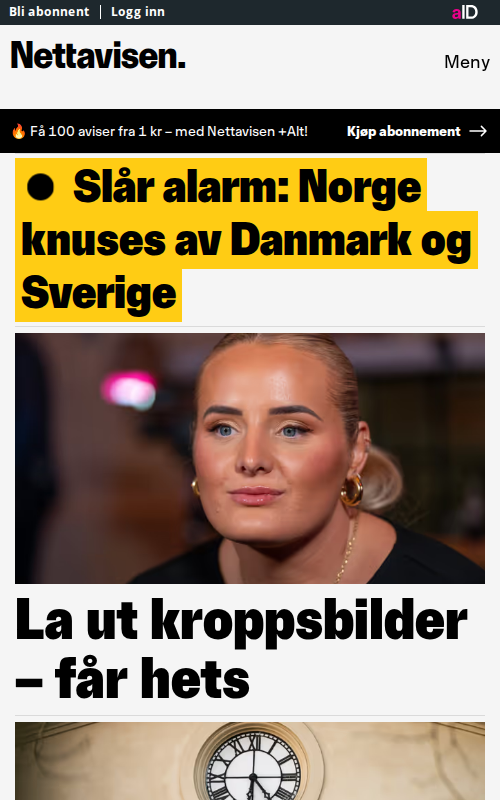 Bli abonnent | Logg inn
aID
Nettavisen.
Meny
🔥 Få 100 aviser fra 1 kr – med Nettavisen +Alt!
Kjøp abonnement →
● Slår alarm: Norge
knuses av Danmark og
Sverige
La ut kroppsbilder
– får hets